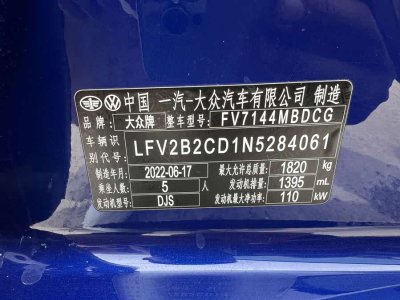 中国 一汽-大众汽车有限公司 制造
品牌 大众牌 整车型号 FV7144MBDCG
车辆识 LFV2B2CD1N5284061
制造年月 2022-06-17 最大允许总质量 1820 kg
乘坐人数 5 人 发动机排量 1395 mL
发动机型号 DJS 发动机最大净功率 110 kW